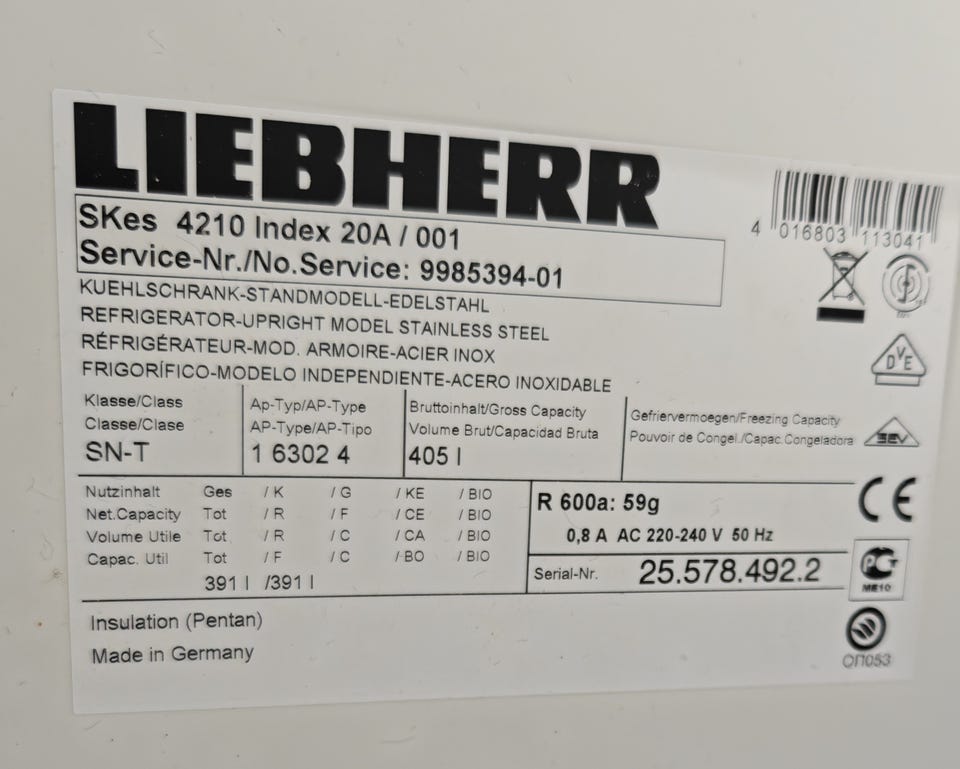 LIEBHERR
SKes 4210 Index 20A / 001
Service-Nr./No.Service: 9985394-01
4 016803 113041
KUEHLSCHRANK-STANDMODELL-EDELSTAHL
REFRIGERATOR-UPRIGHT MODEL STAINLESS STEEL
RÉFRIGÉRATEUR-MOD. ARMOIRE-ACIER INOX
FRIGORÍFICO-MODELO INDEPENDIENTE-ACERO INOXIDABLE
DVE
Klasse/Class
Classe/Clase
SN-T
Ap-Typ/AP-Type
AP-Type/AP-Tipo
1 6302 4
Bruttoinhalt/Gross Capacity
Volume Brut/Capacidad Bruta
405 l
Gefriervermoegen/Freezing Capacity
Pouvoir de Congel./Capac.Congeladora
SEV
Nutzinhalt Ges / K / G / KE / BIO
Net.Capacity Tot / R / F / CE / BIO
Volume Utile Tot / R / C / CA / BIO
Capac. Util Tot / F / C / BO / BIO
391 l /391 l
R 600a: 59g
0,8 A AC 220-240 V 50 Hz
Serial-Nr. 25.578.492.2
CE
ME10
Insulation (Pentan)
Made in Germany
ОП053